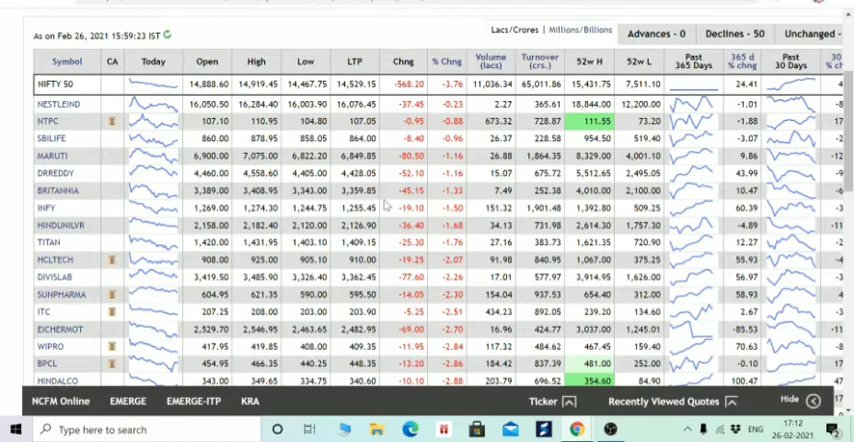 As on Feb 26, 2021 15:59:23 IST
Lacs/Crores | Millions/Billions
Advances - 0 Declines - 50 Unchanged -
Symbol CA Today Open High Low LTP Chng % Chng Volume (lacs) Turnover (crs.) 52w H 52w L Past 365 Days 365 d % chng Past 30 Days 30 % ch
NIFTY 50 14,888.60 14,919.45 14,467.75 14,529.15 -568.20 -3.76 11,036.34 65,011.86 15,431.75 7,511.10 24.41 4
NESTLEIND 16,050.50 16,284.40 16,003.90 16,076.45 -37.45 -0.23 2.27 365.61 18,844.00 12,200.00 -1.01 -8
NTPC 107.10 110.95 104.80 107.05 -0.95 -0.88 673.32 728.87 111.55 73.20 -1.88 17
SBILIFE 860.00 878.95 858.05 864.00 -8.40 -0.96 26.37 228.58 954.50 519.40 -3.07 -2
MARUTI 6,900.00 7,075.00 6,822.20 6,849.85 -80.50 -1.16 26.88 1,864.35 8,329.00 4,001.10 9.86 -12
DRREDDY 4,460.00 4,558.60 4,405.00 4,428.05 -52.10 -1.16 15.07 675.72 5,512.65 2,495.05 43.99 -9
BRITANNIA 3,389.00 3,408.95 3,343.00 3,359.85 -45.15 -1.33 7.49 252.38 4,010.00 2,100.00 10.47 -6
INFY 1,269.00 1,274.30 1,244.75 1,255.45 -19.10 -1.50 151.32 1,901.48 1,392.80 509.25 60.39 -3
HINDUNILVR 2,158.00 2,182.40 2,120.00 2,126.90 -36.40 -1.68 34.13 731.98 2,614.30 1,757.30 -4.89 -11
TITAN 1,420.00 1,431.95 1,403.10 1,409.15 -25.30 -1.76 27.16 383.73 1,621.35 720.90 12.27 -2
HCLTECH 908.00 925.00 905.10 910.00 -19.25 -2.07 91.98 840.95 1,067.00 375.25 55.93 -4
DIVISLAB 3,419.50 3,485.90 3,326.40 3,362.45 -77.60 -2.26 17.01 577.97 3,914.95 1,626.00 56.97 -3
SUNPHARMA 604.95 621.35 590.00 595.50 -14.05 -2.30 154.04 937.53 654.40 312.00 58.93 4
ITC 207.25 208.00 203.00 203.90 -5.25 -2.51 434.23 892.05 239.20 134.60 2.67 -3
EICHERMOT 2,529.70 2,546.95 2,463.65 2,482.95 -69.00 -2.70 16.96 424.77 3,037.00 1,245.01 -85.53 -11
WIPRO 417.95 419.85 408.00 409.35 -11.95 -2.84 117.32 484.62 467.45 159.40 70.63 -3
BPCL 454.95 466.35 440.25 448.35 -13.20 -2.86 184.42 837.39 481.00 252.00 -0.10 17
HINDALCO 343.00 349.65 334.75 340.60 -10.10 -2.88 203.79 696.52 354.60 84.90 100.47 47
NCFM Online EMERGE EMERGE-ITP KRA Ticker Recently Viewed Quotes Hide
Type here to search
ENG
17:12
26-02-2021